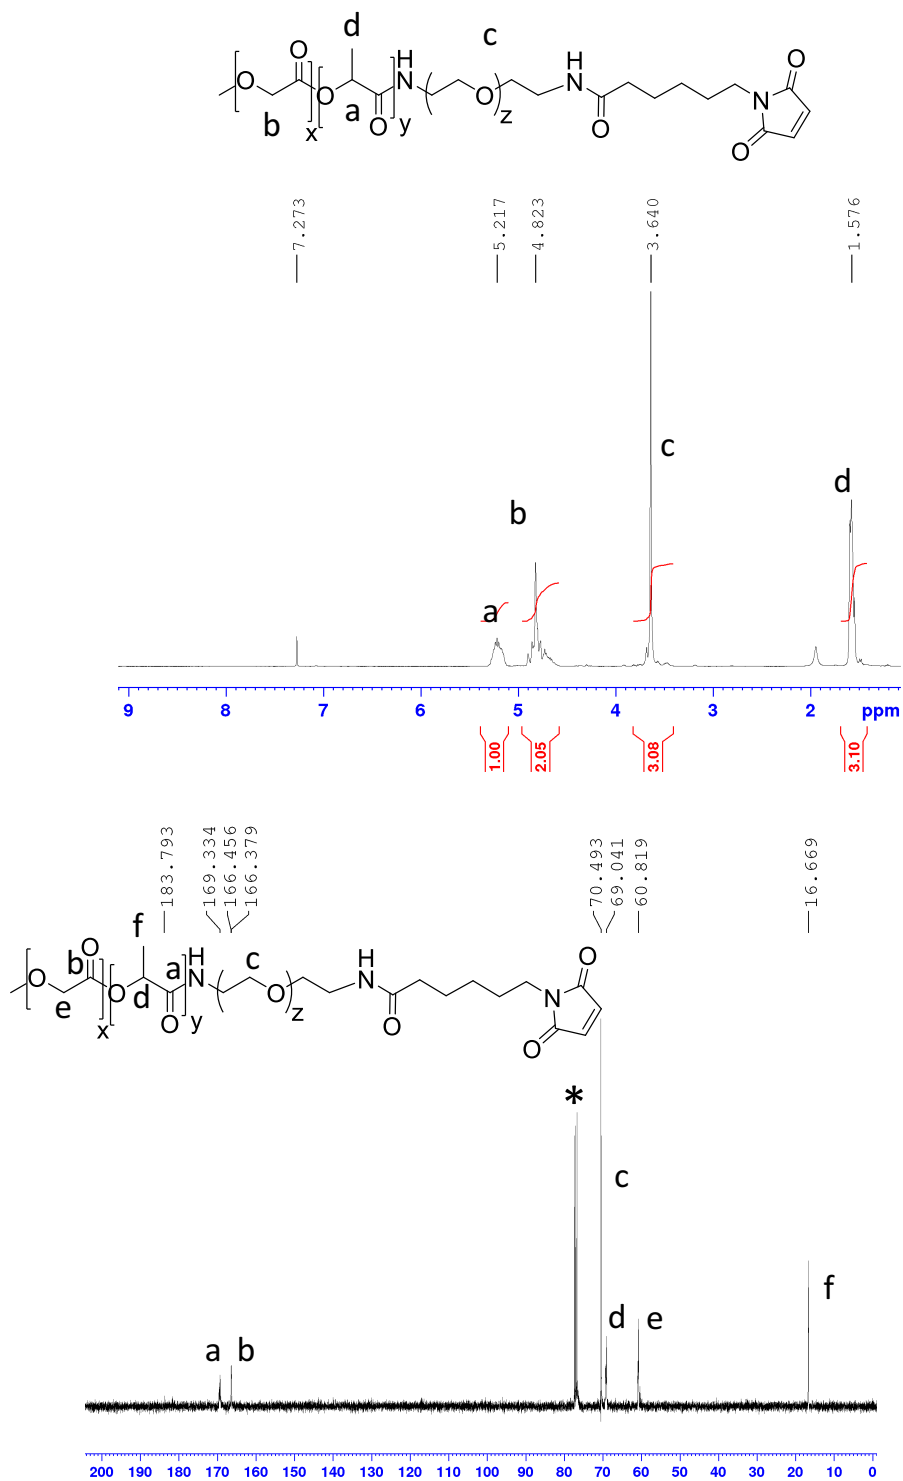 d
c
O
H
H
O
O
N
O
N
N
O
a
O
O
b
x
O
y
z
O
O
7.273
5.217
4.823
3.640
1.576
c
d
b
a
9 8 7 6 5 4 3 2 ppm
1.00 2.05 3.08 3.10
183.793
169.334
166.456
166.379
70.493
69.041
60.819
16.669
f
b O
a H
c
H
O
O
O
N
O
N
N
e
x
d
O
y
z
O
O
*
c
f
d
e
a
b
200 190 180 170 160 150 140 130 120 110 100 90 80 70 60 50 40 30 20 10 0